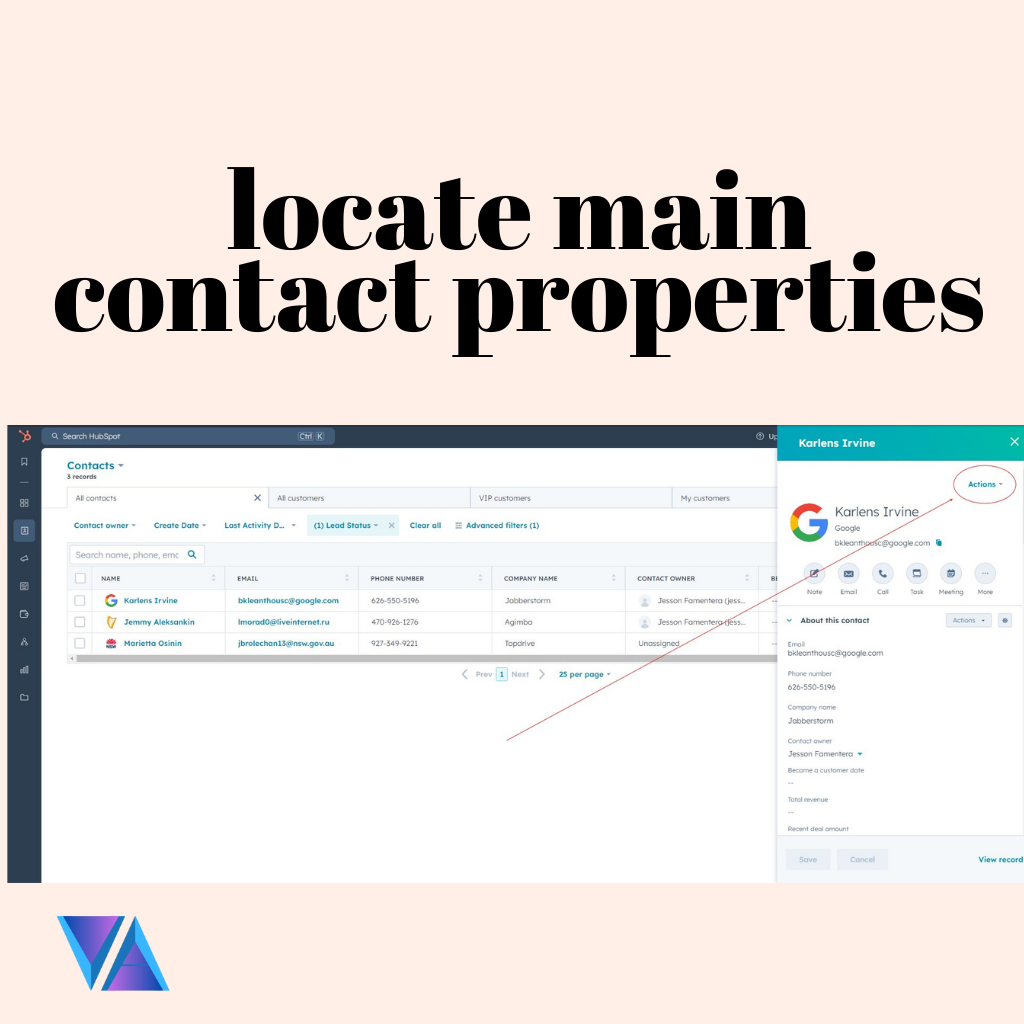 locate main
contact properties
Search HubSpot
Ctrl K
Contacts
3 records
All contacts
All customers
VIP customers
My customers
Contact owner
Create Date
Last Activity D...
(1) Lead Status
Clear all
Advanced filters (1)
Search name, phone, emc
NAME EMAIL PHONE NUMBER COMPANY NAME CONTACT OWNER
Karlens Irvine bkleanthousc@google.com 626-550-5196 Jabberstorm Jesson Famentera (jess...
Jemmy Aleksankin lmorad0@liveinternet.ru 470-926-1276 Agimba Jesson Famentera (jess...
Marietta Osinin jbrolechan13@nsw.gov.au 927-349-9221 Topdrive Unassigned
Prev 1 Next 25 per page
Karlens Irvine
Actions
Karlens Irvine
Google
bkleanthousc@google.com
Note Email Call Task Meeting More
About this contact
Actions
Email
bkleanthousc@google.com
Phone number
626-550-5196
Company name
Jabberstorm
Contact owner
Jesson Famentera
Become a customer date
--
Total revenue
--
Recent deal amount
Save
Cancel
View record
VA